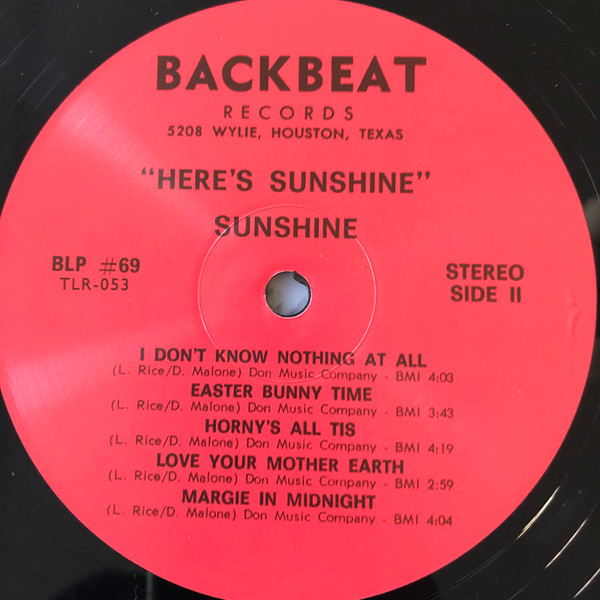 BACKBEAT
RECORDS
5208 WYLIE, HOUSTON, TEXAS
"HERE'S SUNSHINE"
SUNSHINE
BLP #69
TLR-053
STEREO
SIDE II
I DON'T KNOW NOTHING AT ALL
(L. Rice/D. Malone) Don Music Company - BMI 4:03
EASTER BUNNY TIME
(L. Rice/D. Malone) Don Music Company - BMI 3:43
HORNY'S ALL TIS
(L. Rice/D. Malone) Don Music Company - BMI 4:19
LOVE YOUR MOTHER EARTH
(L. Rice/D. Malone) Don Music Company - BMI 2:59
MARGIE IN MIDNIGHT
(L. Rice/D. Malone) Don Music Company - BMI 4:04